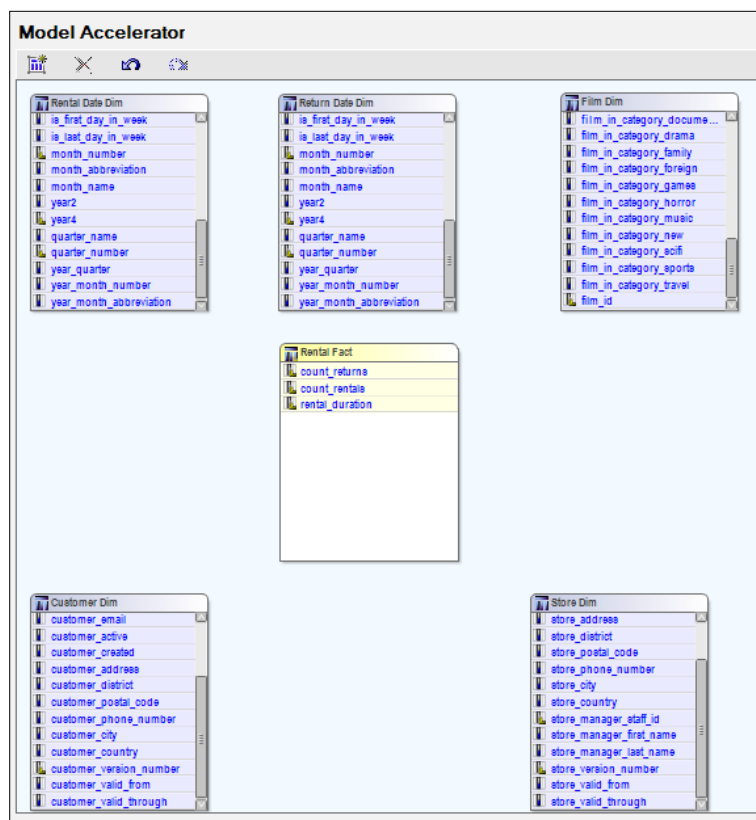 Model Accelerator
Rental Date Dim
is_first_day_in_week
is_last_day_in_week
month_number
month_abbreviation
month_name
year2
year4
quarter_name
quarter_number
year_quarter
year_month_number
year_month_abbreviation
Return Date Dim
is_first_day_in_week
is_last_day_in_week
month_number
month_abbreviation
month_name
year2
year4
quarter_name
quarter_number
year_quarter
year_month_number
year_month_abbreviation
Film Dim
film_in_category_docume...
film_in_category_drama
film_in_category_family
film_in_category_foreign
film_in_category_games
film_in_category_horror
film_in_category_music
film_in_category_new
film_in_category_scifi
film_in_category_sports
film_in_category_travel
film_id
Rental Fact
count_returns
count_rentals
rental_duration
Customer Dim
customer_email
customer_active
customer_created
customer_address
customer_district
customer_postal_code
customer_phone_number
customer_city
customer_country
customer_version_number
customer_valid_from
customer_valid_through
Store Dim
store_address
store_district
store_postal_code
store_phone_number
store_city
store_country
store_manager_staff_id
store_manager_first_name
store_manager_last_name
store_version_number
store_valid_from
store_valid_through